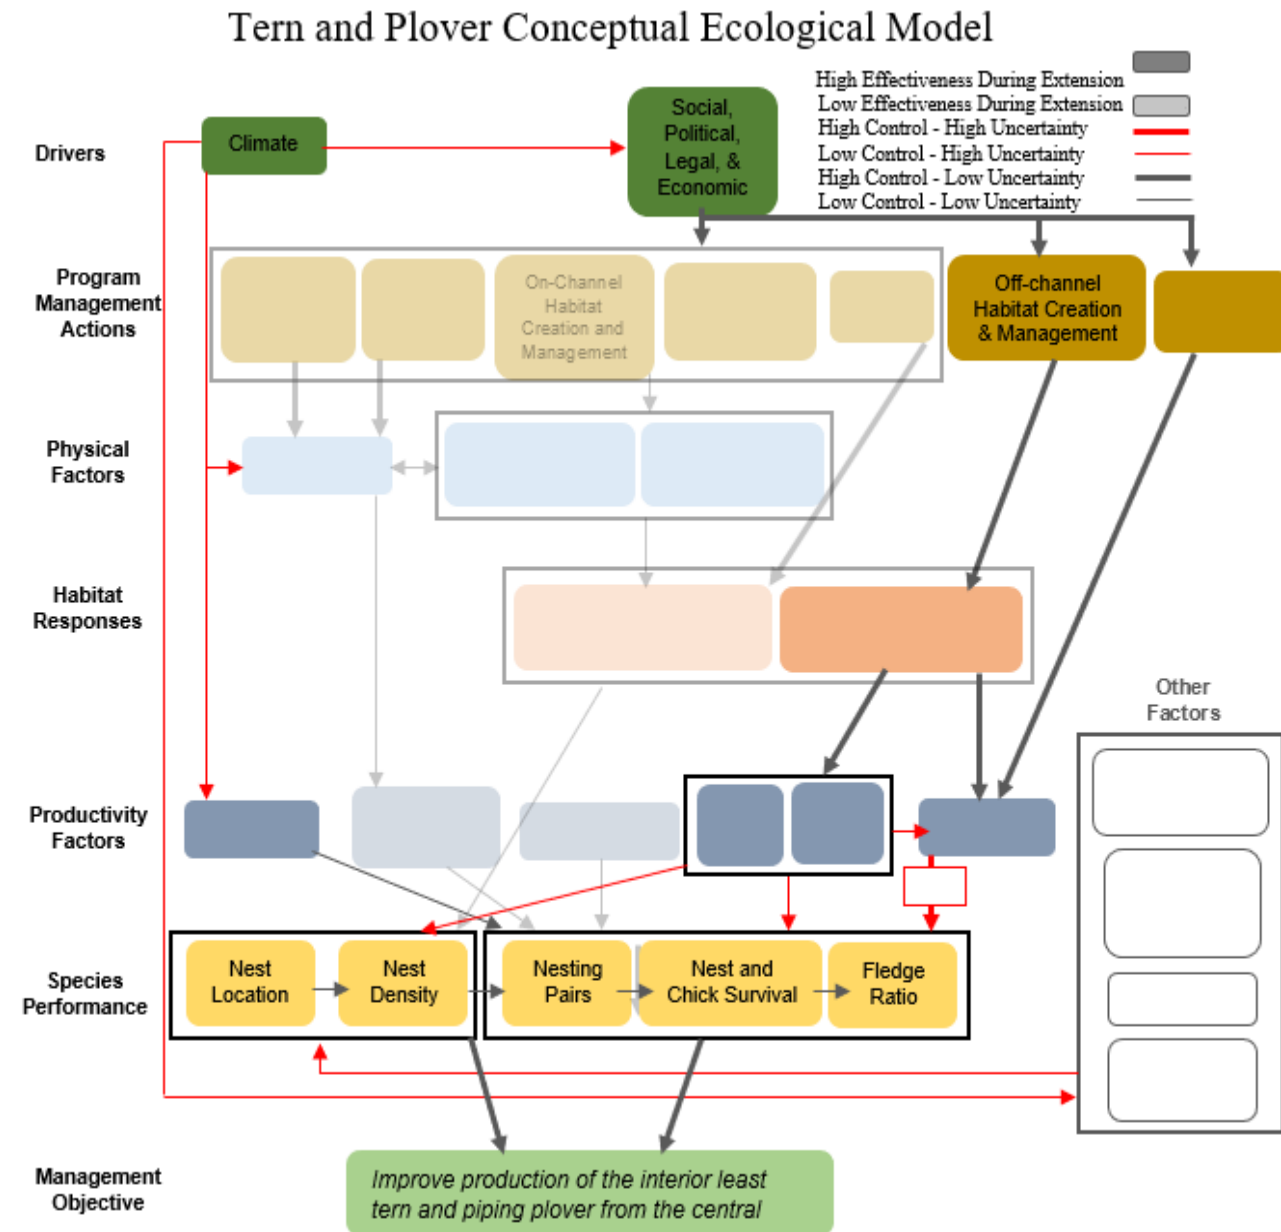 Tern and Plover Conceptual Ecological Model
High Effectiveness During Extension
Low Effectiveness During Extension
High Control - High Uncertainty
Low Control - High Uncertainty
High Control - Low Uncertainty
Low Control - Low Uncertainty
Drivers
Climate
Social,
Political,
Legal, &
Economic
Program
Management
Actions
On-Channel
Habitat
Creation and
Management
Off-channel
Habitat Creation
& Management
Physical
Factors
Habitat
Responses
Other
Factors
Productivity
Factors
Species
Performance
Nest
Location
Nest
Density
Nesting
Pairs
Nest and
Chick Survival
Fledge
Ratio
Management
Objective
Improve production of the interior least
tern and piping plover from the central